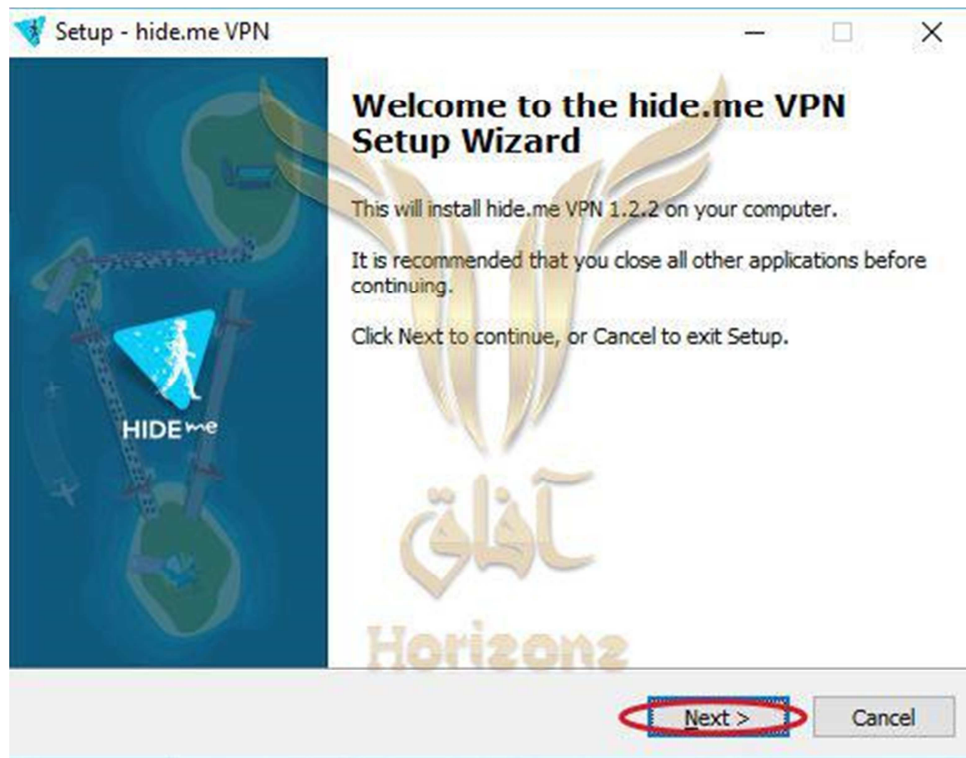 Setup - hide.me VPN
Welcome to the hide.me VPN
Setup Wizard
This will install hide.me VPN 1.2.2 on your computer.
It is recommended that you close all other applications before
continuing.
Click Next to continue, or Cancel to exit Setup.
HIDE me
آفاق
Horizons
Next >
Cancel